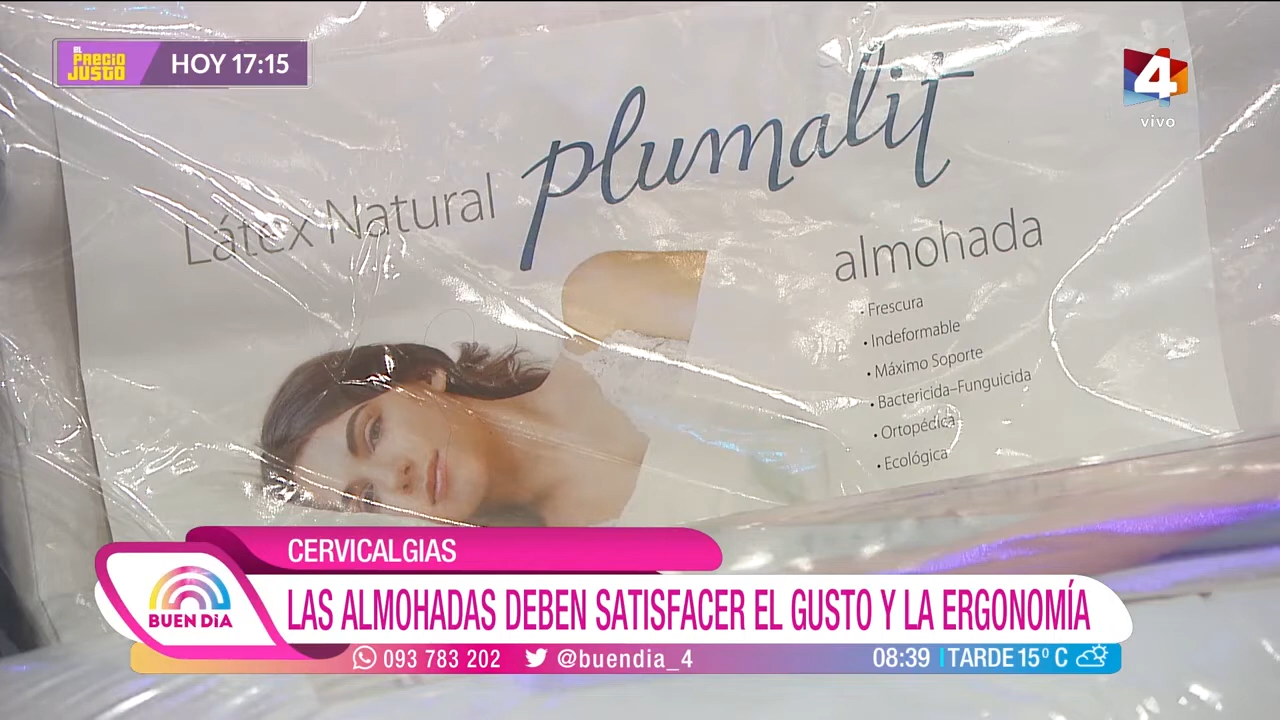 EL PRECIO JUSTO
HOY 17:15
4
vivo
Látex Natural plumalit
almohada
• Frescura
• Indeformable
• Máximo Soporte
• Bactericida-Funguicida
• Ortopédica
• Ecológica
CERVICALGIAS
BUEN DíA
LAS ALMOHADAS DEBEN SATISFACER EL GUSTO Y LA ERGONOMÍA
093 783 202 @buendia_4 08:39 TARDE 15º C